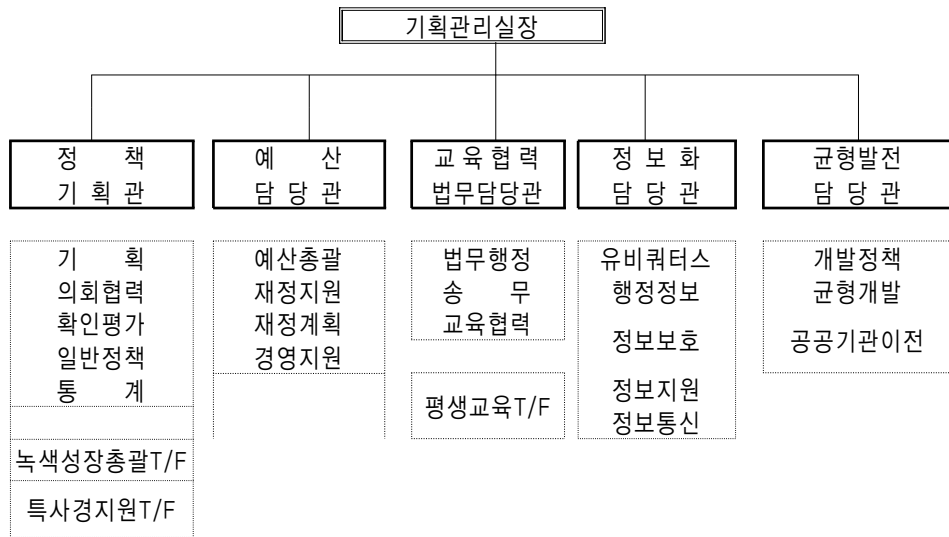 기획관리실장
정 책
기 획 관
예 산
담 당 관
교 육 협 력
법무담당관
정 보 화
담 당 관
균형발전
담 당 관
기 획
의회협력
확인평가
일반정책
통 계
녹색성장총괄T/F
특사경지원T/F
예산총괄
재정지원
재정계획
경영지원
법무행정
송 무
교육협력
평생교육T/F
유비쿼터스
행정정보
정보보호
정보지원
정보통신
개발정책
균형개발
공공기관이전